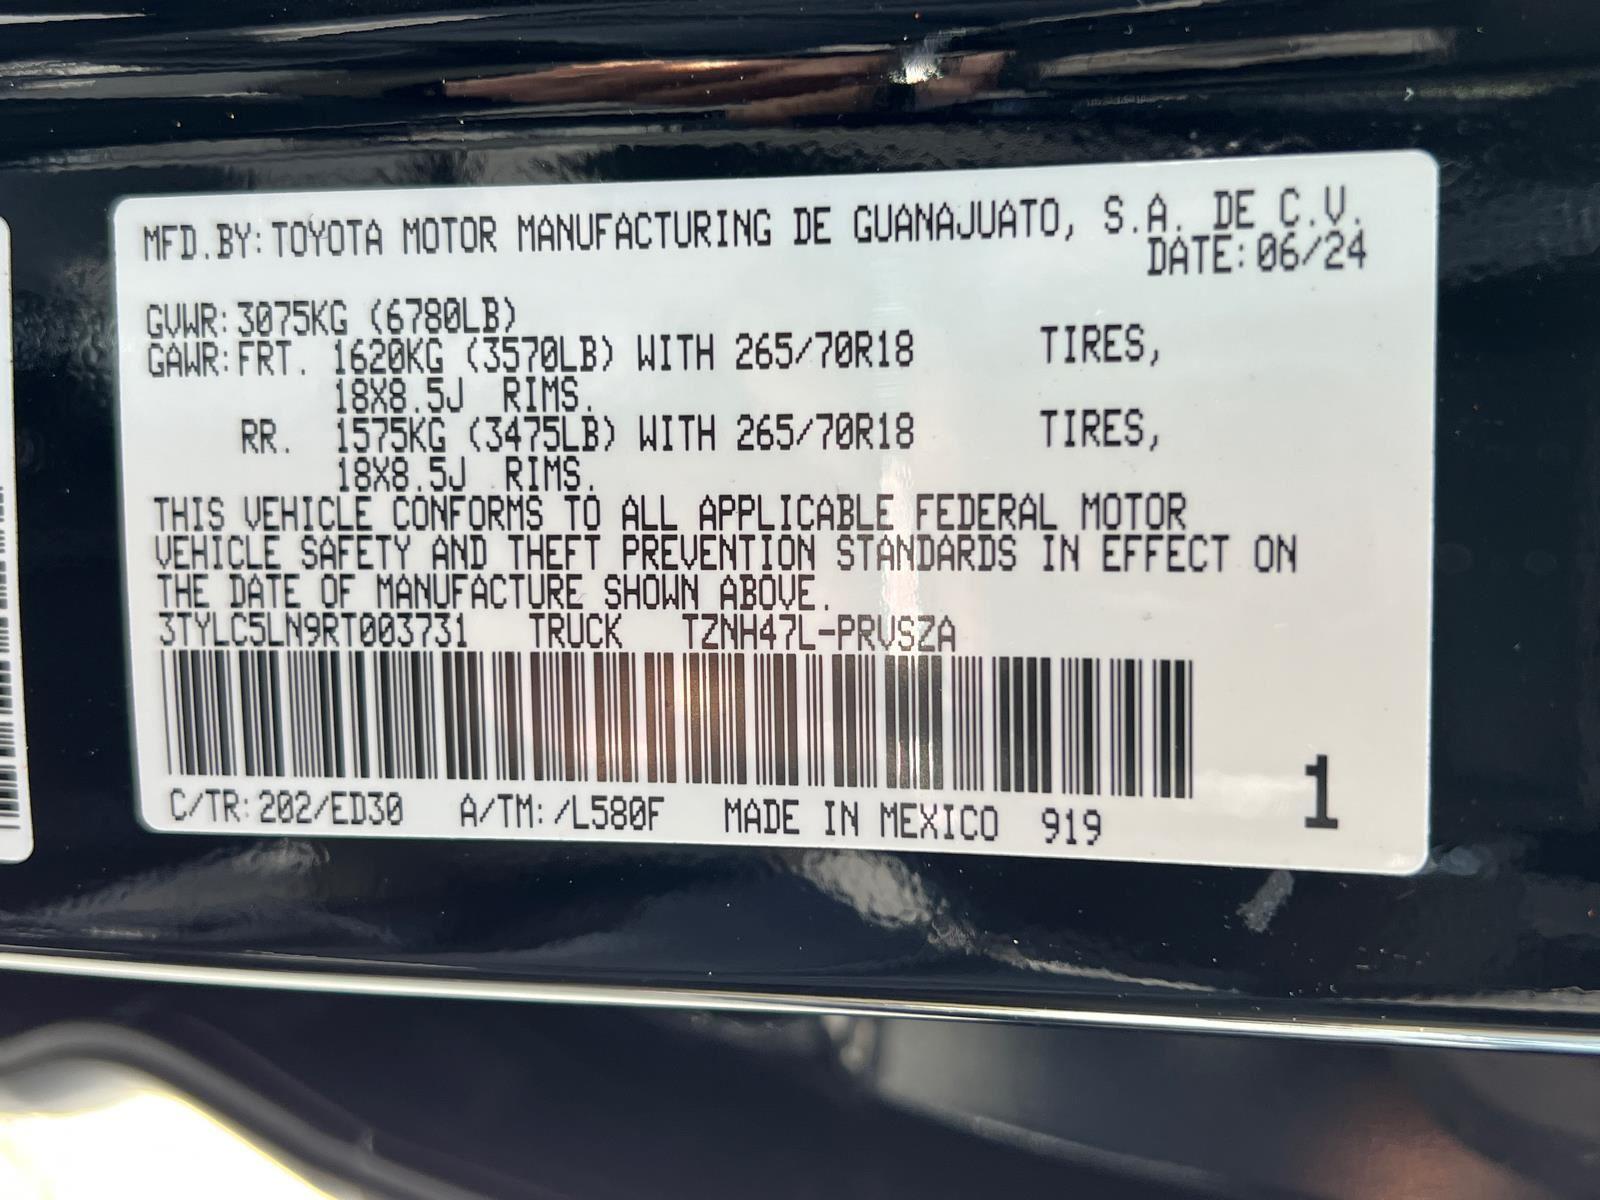 MFD.BY: TOYOTA MOTOR MANUFACTURING DE GUANAJUATO, S.A. DE C.V.
DATE: 06/24
GVWR: 3075KG (6780LB)
GAWR: FRT. 1620KG (3570LB) WITH 265/70R18 TIRES,
18X8.5J RIMS.
RR. 1575KG (3475LB) WITH 265/70R18 TIRES,
18X8.5J RIMS.
THIS VEHICLE CONFORMS TO ALL APPLICABLE FEDERAL MOTOR
VEHICLE SAFETY AND THEFT PREVENTION STANDARDS IN EFFECT ON
THE DATE OF MANUFACTURE SHOWN ABOVE.
3TYLC5LN9RT003731 TRUCK TZNH47L-PRVSZA
C/TR: 202/ED30 A/TM: /L580F MADE IN MEXICO 919
1